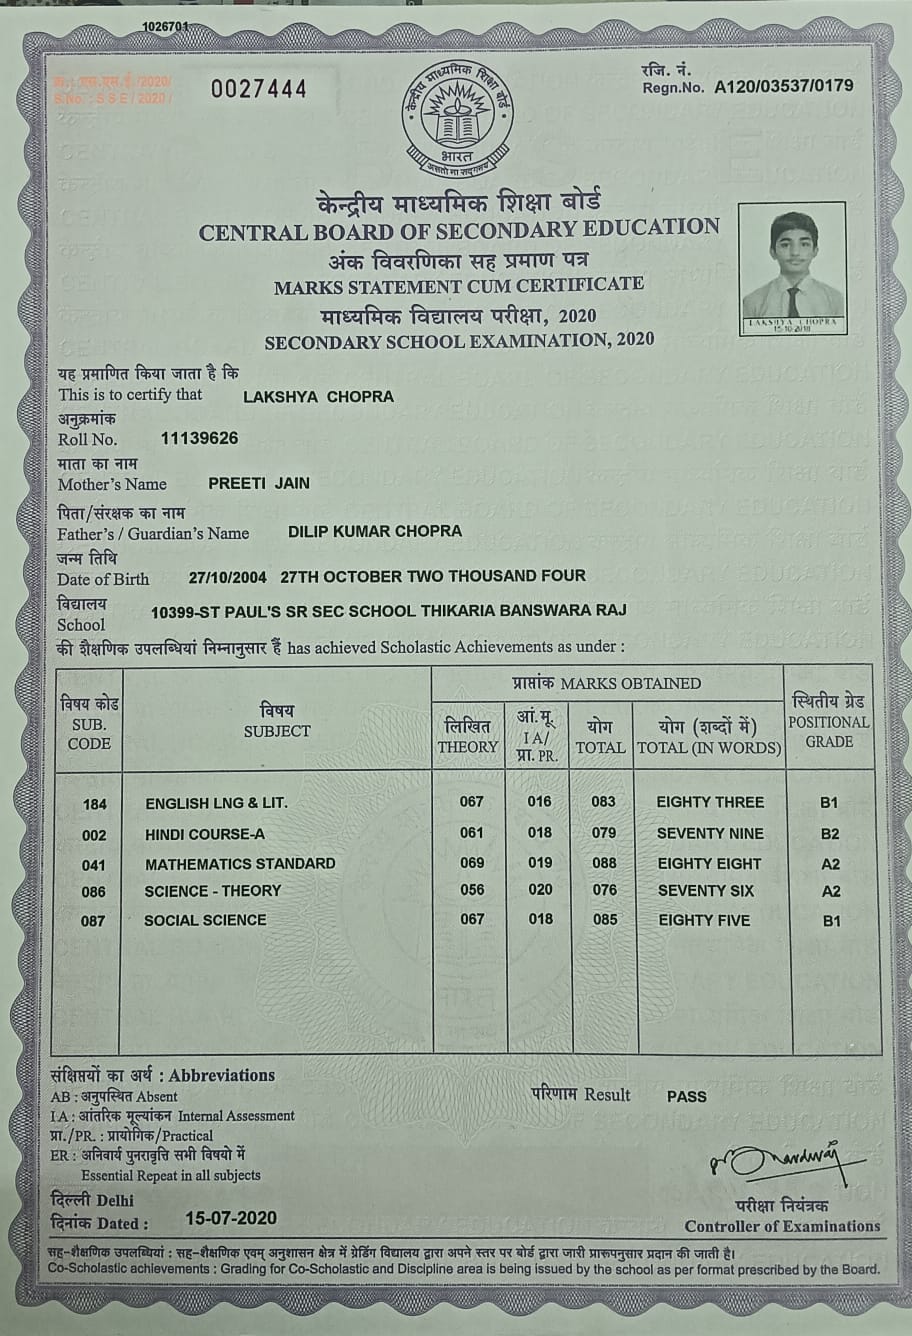 1026701
क्र.: एस.एस.ई./2020/
S.No. : S S E / 2020 /
0027444
रजि. नं.
Regn.No. A120/03537/0179
केन्द्रीय माध्यमिक शिक्षा बोर्ड
भारत
असतो मा सद्गमय
केन्द्रीय माध्यमिक शिक्षा बोर्ड
CENTRAL BOARD OF SECONDARY EDUCATION
अंक विवरणिका सह प्रमाण पत्र
MARKS STATEMENT CUM CERTIFICATE
माध्यमिक विद्यालय परीक्षा, 2020
SECONDARY SCHOOL EXAMINATION, 2020
LAKSHYA CHOPRA
15-10-2018
यह प्रमाणित किया जाता है कि
This is to certify that LAKSHYA CHOPRA
अनुक्रमांक
Roll No. 11139626
माता का नाम
Mother's Name PREETI JAIN
पिता/संरक्षक का नाम
Father's / Guardian's Name DILIP KUMAR CHOPRA
जन्म तिथि
Date of Birth 27/10/2004 27TH OCTOBER TWO THOUSAND FOUR
विद्यालय
School 10399-ST PAUL'S SR SEC SCHOOL THIKARIA BANSWARA RAJ
की शैक्षणिक उपलब्धियां निम्नानुसार हैं has achieved Scholastic Achievements as under :
विषय कोड
SUB.
CODE
विषय
SUBJECT
प्राप्तांक MARKS OBTAINED
लिखित
THEORY
आं.मू.
I A/
प्रा. PR.
योग
TOTAL
योग (शब्दों में)
TOTAL (IN WORDS)
स्थितीय ग्रेड
POSITIONAL
GRADE
184 ENGLISH LNG & LIT. 067 016 083 EIGHTY THREE B1
002 HINDI COURSE-A 061 018 079 SEVENTY NINE B2
041 MATHEMATICS STANDARD 069 019 088 EIGHTY EIGHT A2
086 SCIENCE - THEORY 056 020 076 SEVENTY SIX A2
087 SOCIAL SCIENCE 067 018 085 EIGHTY FIVE B1
संक्षिप्तियों का अर्थ : Abbreviations
AB : अनुपस्थित Absent
I A : आंतरिक मूल्यांकन Internal Assessment
प्रा./PR. : प्रायोगिक/Practical
ER : अनिवार्य पुनरावृत्ति सभी विषयो में
Essential Repeat in all subjects
परिणाम Result PASS
दिल्ली Delhi
दिनांक Dated : 15-07-2020
परीक्षा नियंत्रक
Controller of Examinations
सह-शैक्षणिक उपलब्धियां : सह-शैक्षणिक एवम् अनुशासन क्षेत्र में ग्रेडिंग विद्यालय द्वारा अपने स्तर पर बोर्ड द्वारा जारी प्रारूपनुसार प्रदान की जाती है।
Co-Scholastic achievements : Grading for Co-Scholastic and Discipline area is being issued by the school as per format prescribed by the Board.